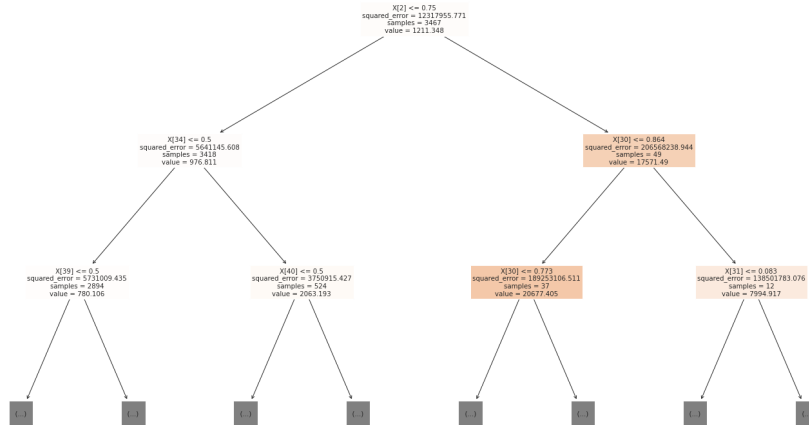 X[2] <= 0.75
squared_error = 12317955.771
samples = 3467
value = 1211.348
X[34] <= 0.5
squared_error = 5641145.608
samples = 3418
value = 976.811
X[30] <= 0.864
squared_error = 206568238.944
samples = 49
value = 17571.49
X[39] <= 0.5
squared_error = 5731009.435
samples = 2894
value = 780.106
X[40] <= 0.5
squared_error = 3750915.427
samples = 524
value = 2063.193
X[30] <= 0.773
squared_error = 189253106.511
samples = 37
value = 20677.405
X[31] <= 0.083
squared_error = 138501783.076
samples = 12
value = 7994.917
(...)
(...)
(...)
(...)
(...)
(...)
(...)
(...